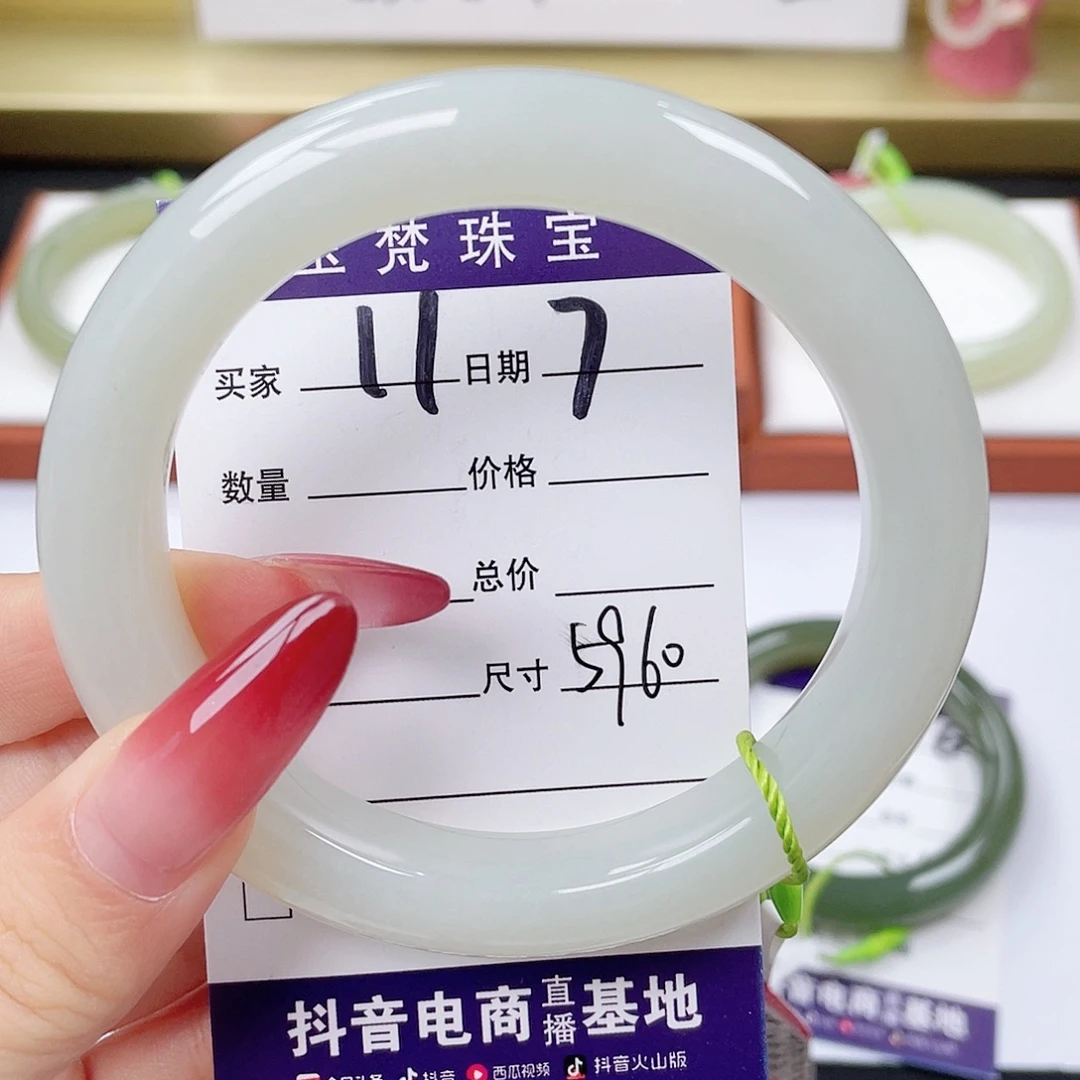 梵珠宝
买家 11 日期 7
数量 价格
总价
尺寸 59 60
抖音电商直播基地
抖音 西瓜视频 抖音火山版